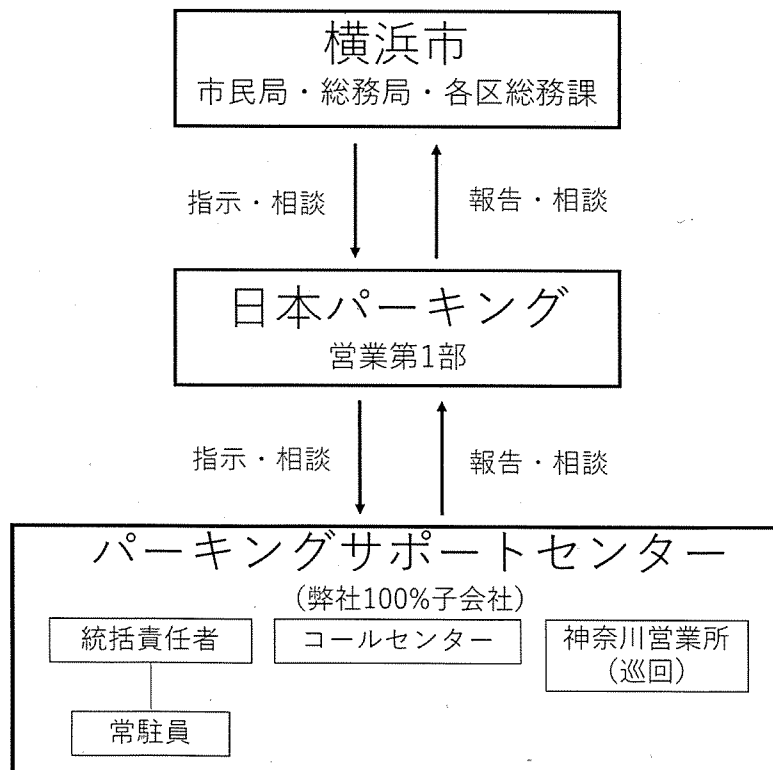 横浜市
市民局・総務局・各区総務課
指示・相談
報告・相談
日本パーキング
営業第1部
指示・相談
報告・相談
パーキングサポートセンター
(弊社100%子会社)
統括責任者
コールセンター
神奈川営業所
(巡回)
常駐員